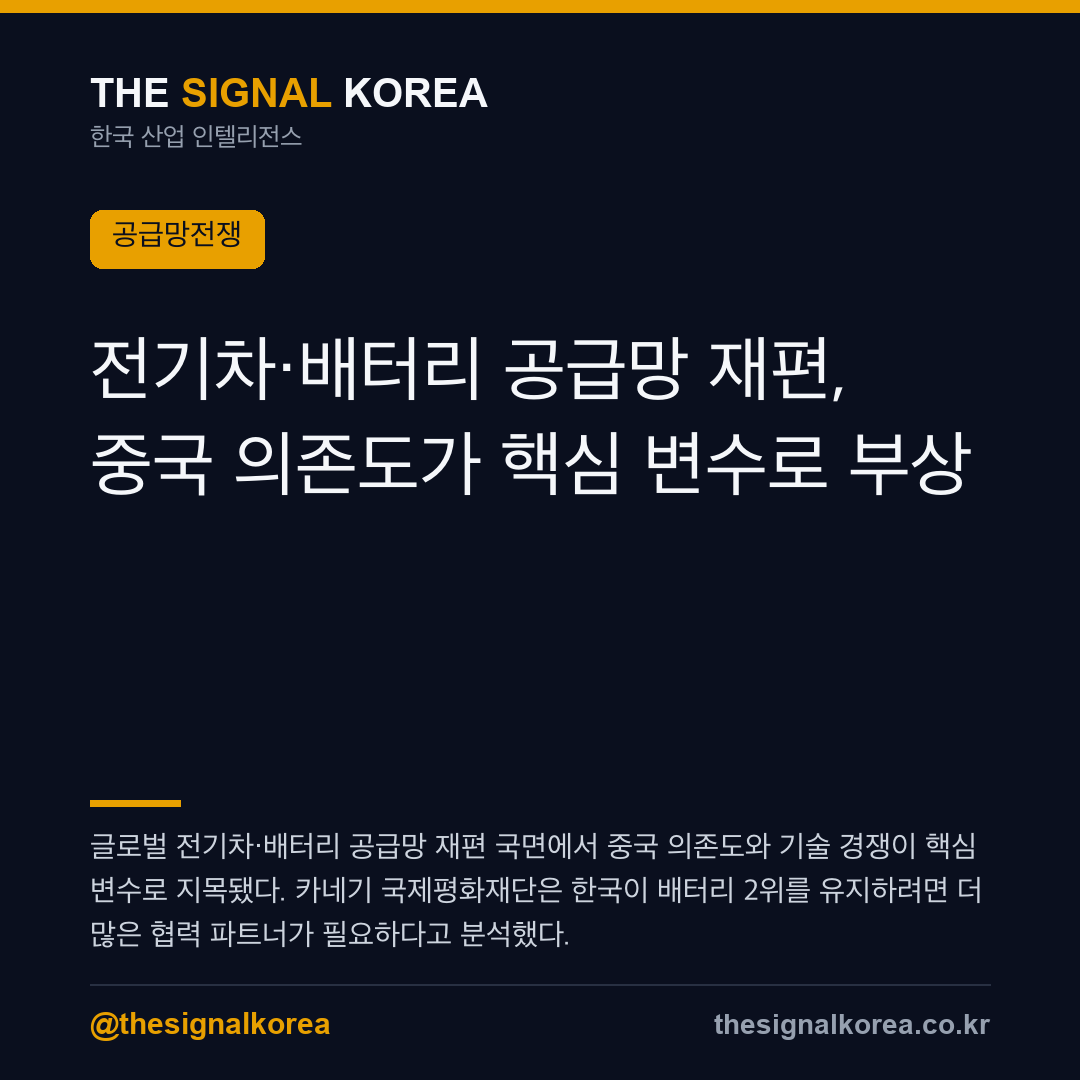 THE SIGNAL KOREA
한국 산업 인텔리전스
공급망전쟁
전기차·배터리 공급망 재편,
중국 의존도가 핵심 변수로 부상
글로벌 전기차·배터리 공급망 재편 국면에서 중국 의존도와 기술 경쟁이 핵심
변수로 지목됐다. 카네기 국제평화재단은 한국이 배터리 2위를 유지하려면 더
많은 협력 파트너가 필요하다고 분석했다.
@thesignalkorea
thesignalkorea.co.kr